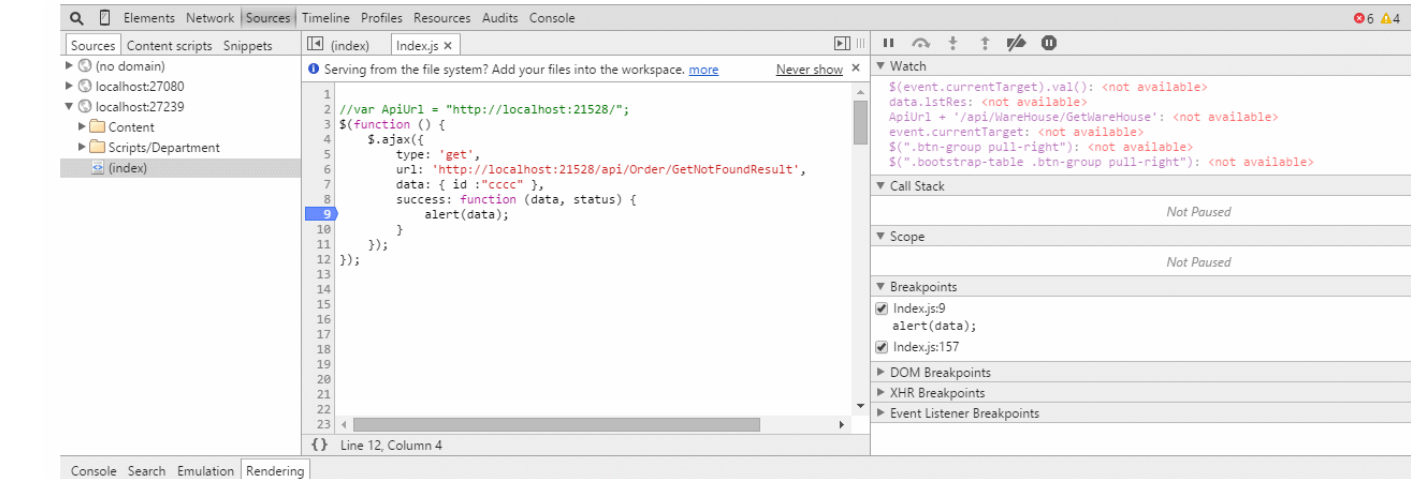 Elements Network Sources Timeline Profiles Resources Audits Console 6 4
Sources Content scripts Snippets
(no domain)
localhost:27080
localhost:27239
Content
Scripts/Department
(index)
(index) Index.js ×
Serving from the file system? Add your files into the workspace. more Never show ×
1
2 //var ApiUrl = "http://localhost:21528/";
3 $(function () {
4 $.ajax({
5 type: 'get',
6 url: 'http://localhost:21528/api/Order/GetNotFoundResult',
7 data: { id :"cccc" },
8 success: function (data, status) {
9 alert(data);
10 }
11 });
12 });
13
14
15
16
17
18
19
20
21
22
23
{} Line 12, Column 4
Watch
$(event.currentTarget).val(): <not available>
data.lstRes: <not available>
ApiUrl + '/api/WareHouse/GetWareHouse': <not available>
event.currentTarget: <not available>
$(".btn-group pull-right"): <not available>
$(".bootstrap-table .btn-group pull-right"): <not available>
Call Stack
Not Paused
Scope
Not Paused
Breakpoints
Index.js:9
alert(data);
Index.js:157
DOM Breakpoints
XHR Breakpoints
Event Listener Breakpoints
Console Search Emulation Rendering